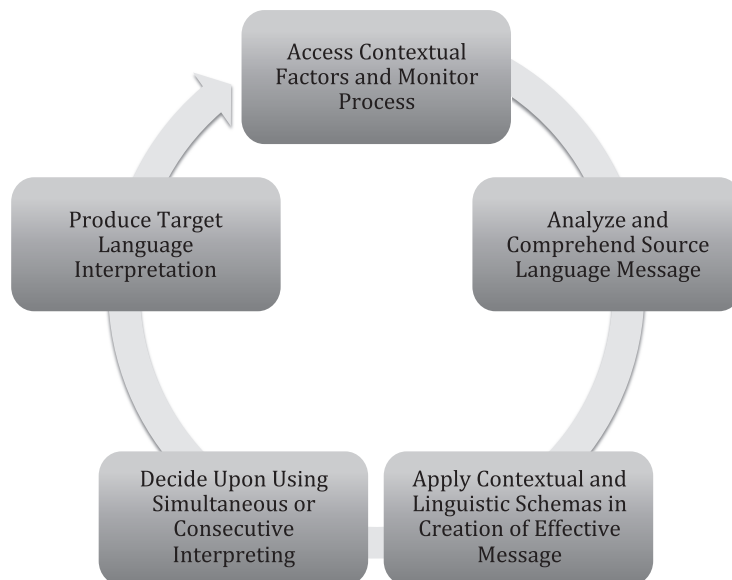 Access Contextual
Factors and Monitor
Process
Analyze and
Comprehend Source
Language Message
Apply Contextual and
Linguistic Schemas in
Creation of Effective
Message
Decide Upon Using
Simultaneous or
Consecutive
Interpreting
Produce Target
Language
Interpretation